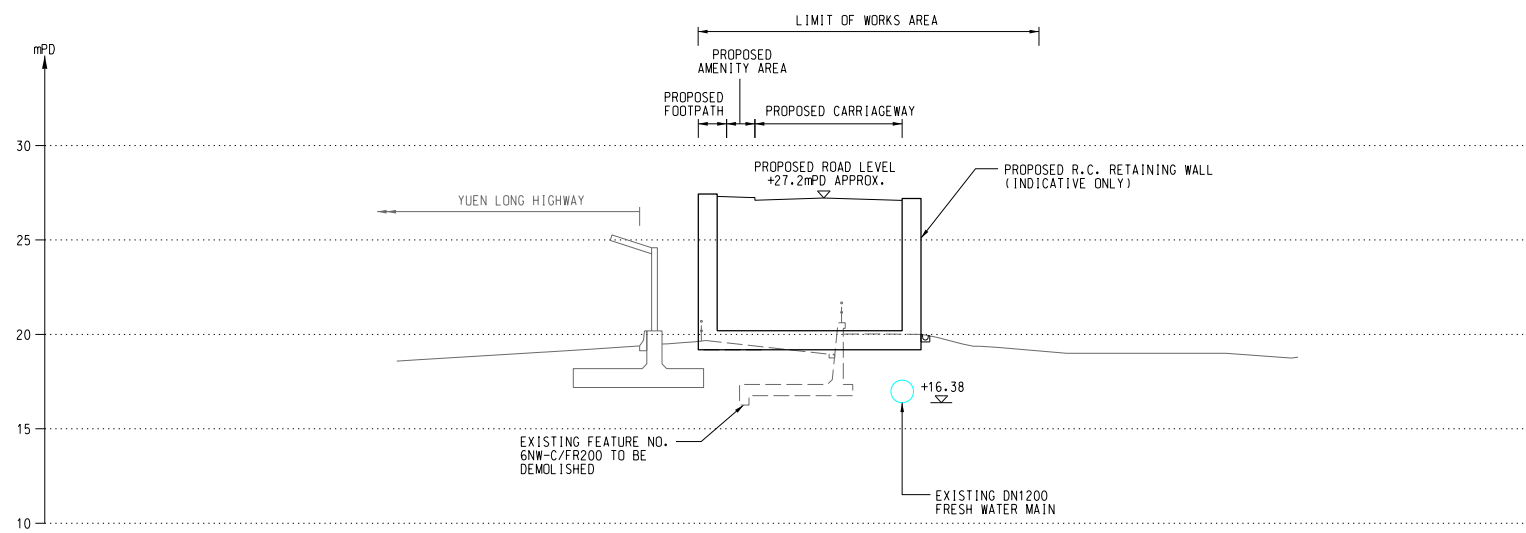 LIMIT OF WORKS AREA
mPD
PROPOSED
AMENITY AREA
PROPOSED
FOOTPATH
PROPOSED CARRIAGEWAY
30
PROPOSED ROAD LEVEL
+27.2mPD APPROX.
PROPOSED R.C. RETAINING WALL
(INDICATIVE ONLY)
YUEN LONG HIGHWAY
25
20
+16.38
15
EXISTING FEATURE NO.
6NW-C/FR200 TO BE
DEMOLISHED
EXISTING DN1200
FRESH WATER MAIN
10